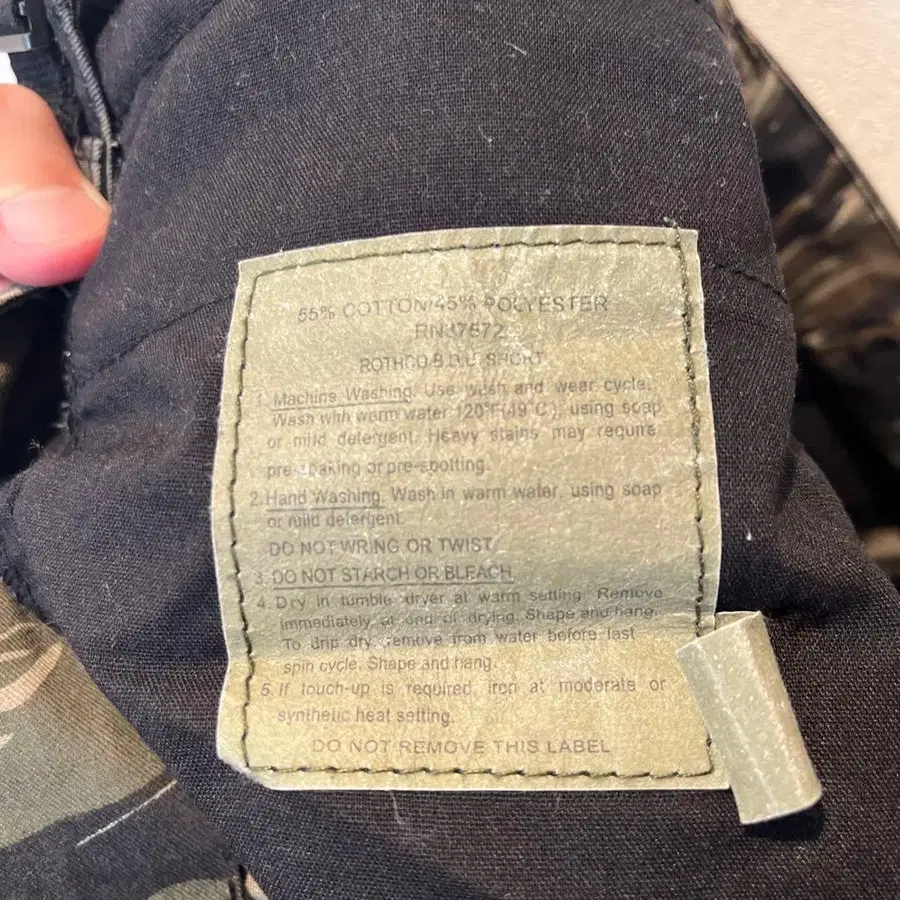 55% COTTON/45% POLYESTER
ROTHCO B.D.U. SHORT
1. Machine Washing. Use wash and wear cycle.
Wash with warm water 120°F(49°C), using soap
or mild detergent. Heavy stains may require
pre-soaking or pre-spotting.
2. Hand Washing. Wash in warm water, using soap
or mild detergent.
DO NOT WRING OR TWIST
3. DO NOT STARCH OR BLEACH.
4. Dry in tumble dryer at warm setting. Remove
immediately at end of drying. Shape and hang.
To drip dry, remove from water before last
spin cycle. Shape and hang.
5. If touch-up is required, iron at moderate or
synthetic heat setting.
DO NOT REMOVE THIS LABEL